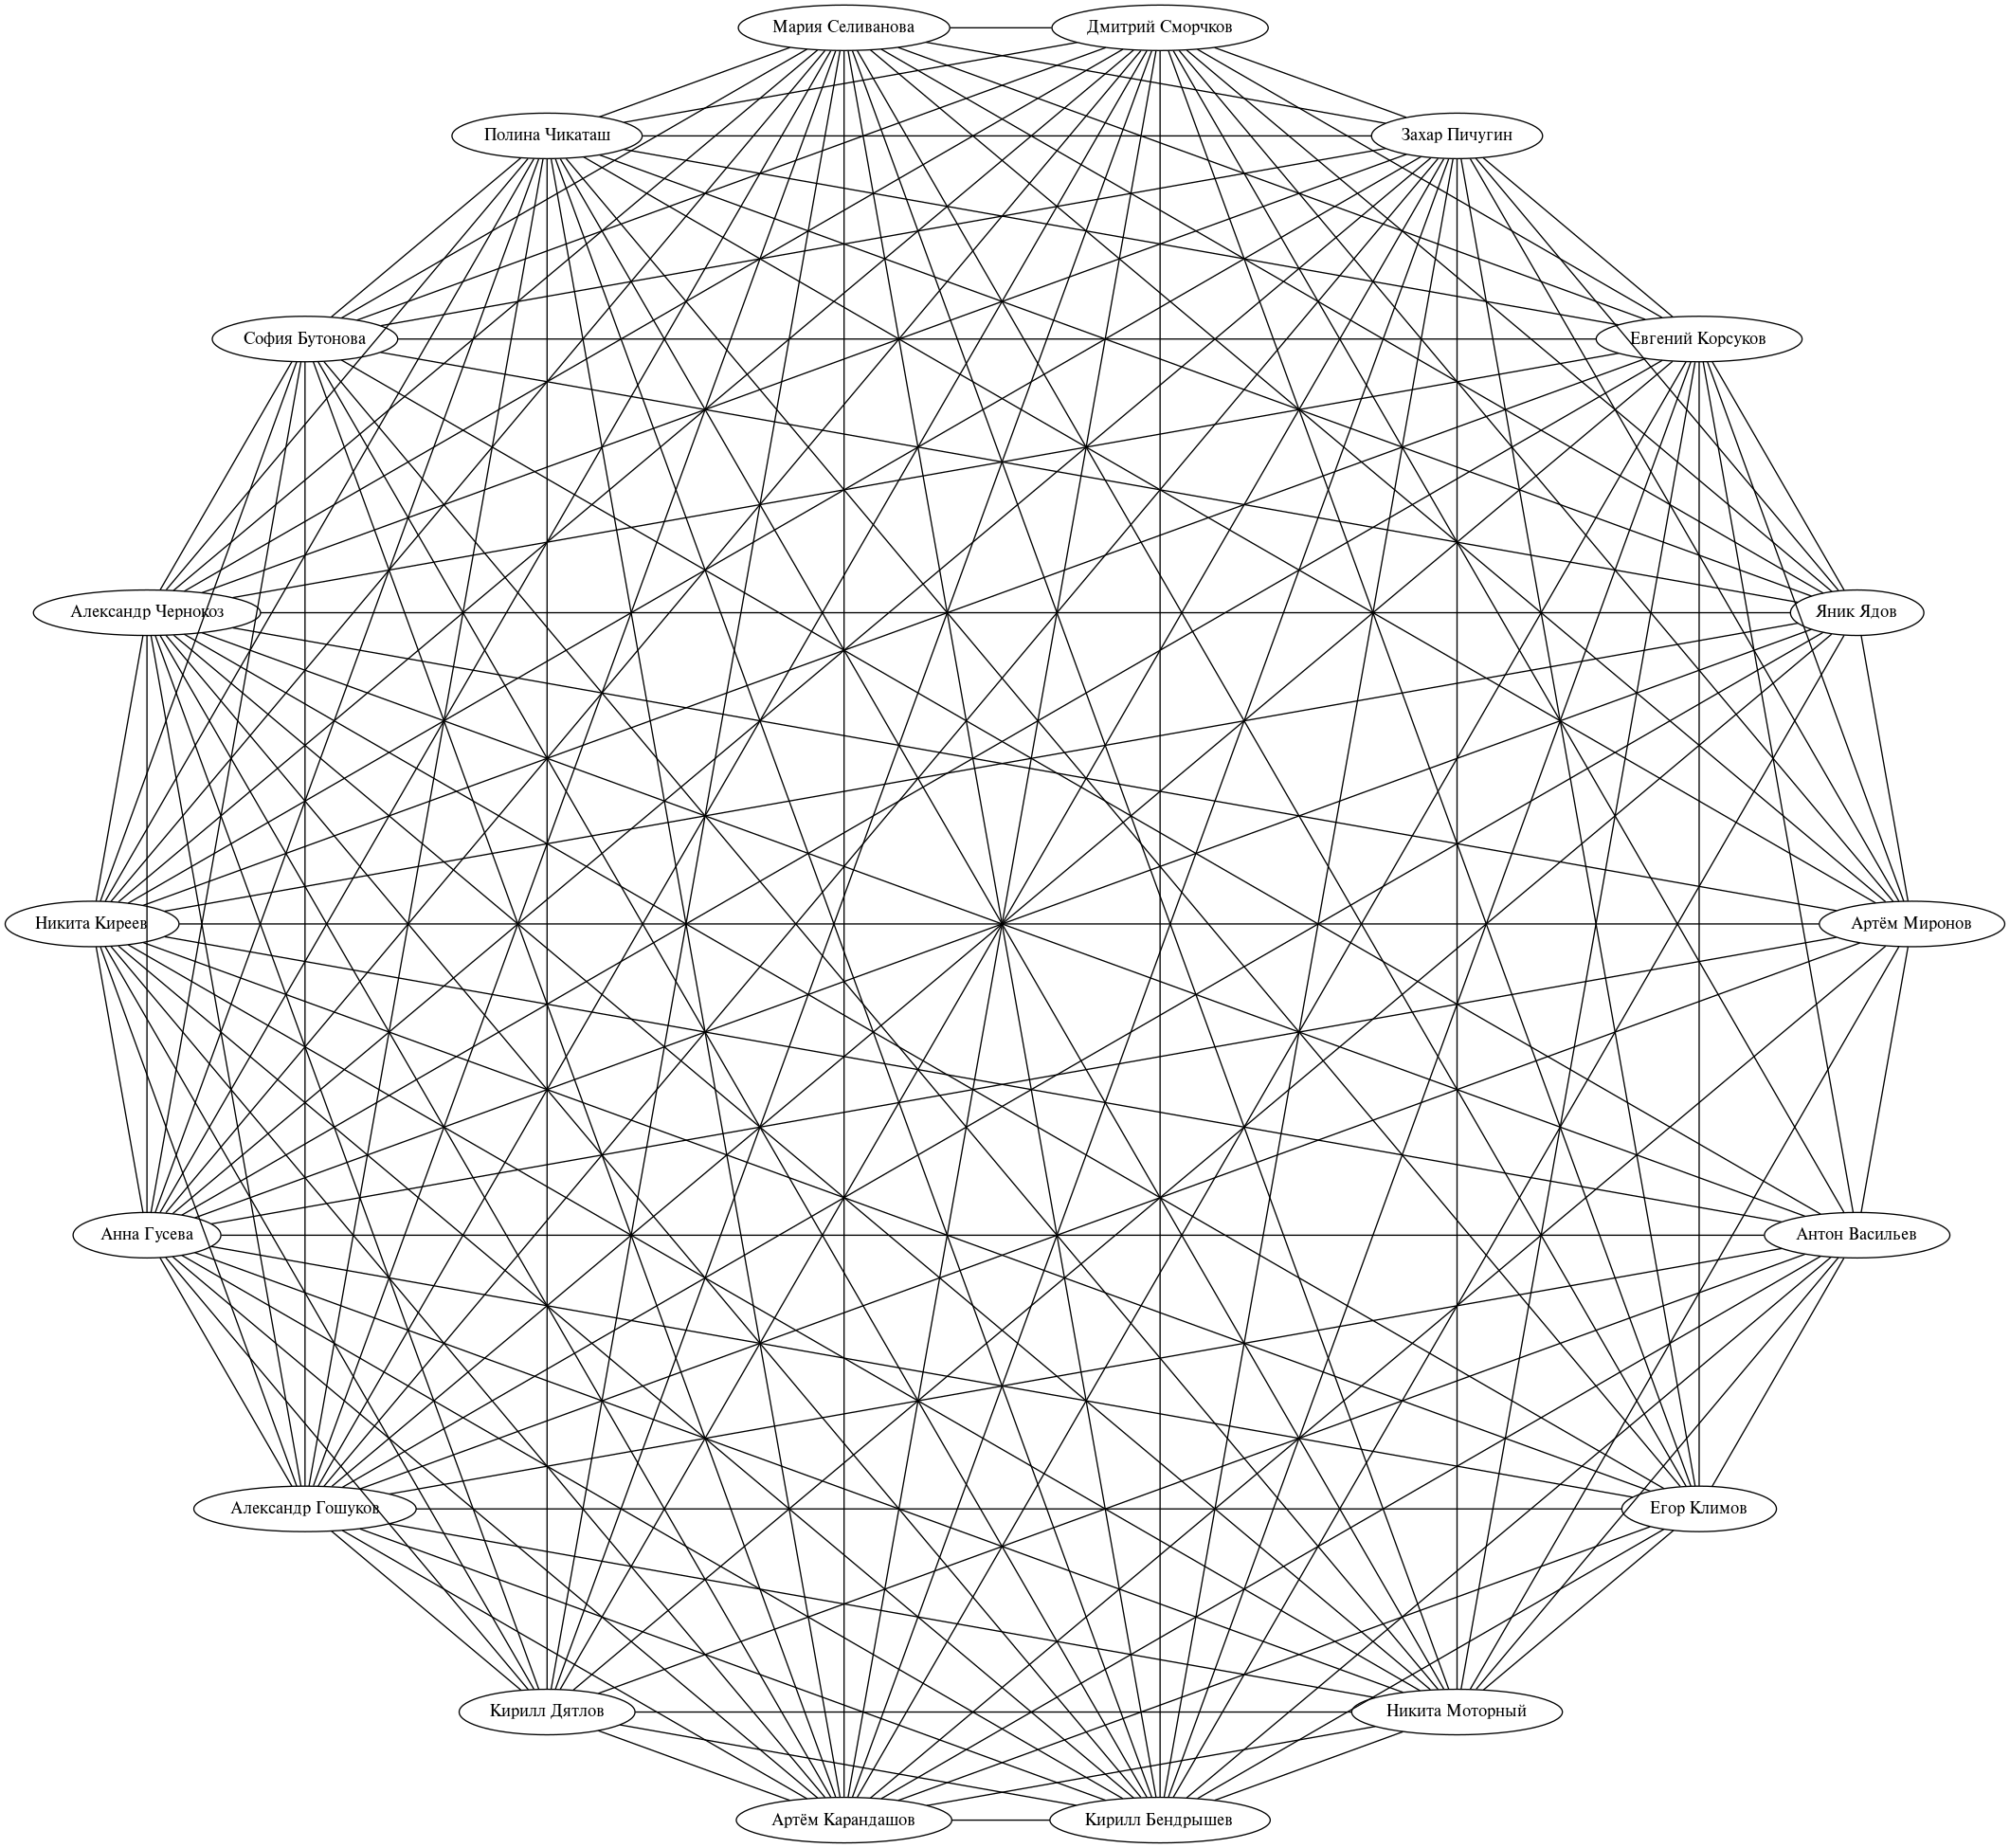 Мария Селиванова
Дмитрий Сморчков
Полина Чикаташ
Захар Пичугин
София Бутонова
Евгений Корсуков
Александр Чернокоз
Яник Ядов
Никита Киреев
Артём Миронов
Анна Гусева
Антон Васильев
Александр Гошуков
Егор Климов
Кирилл Дятлов
Никита Моторный
Артём Карандашов
Кирилл Бендрышев